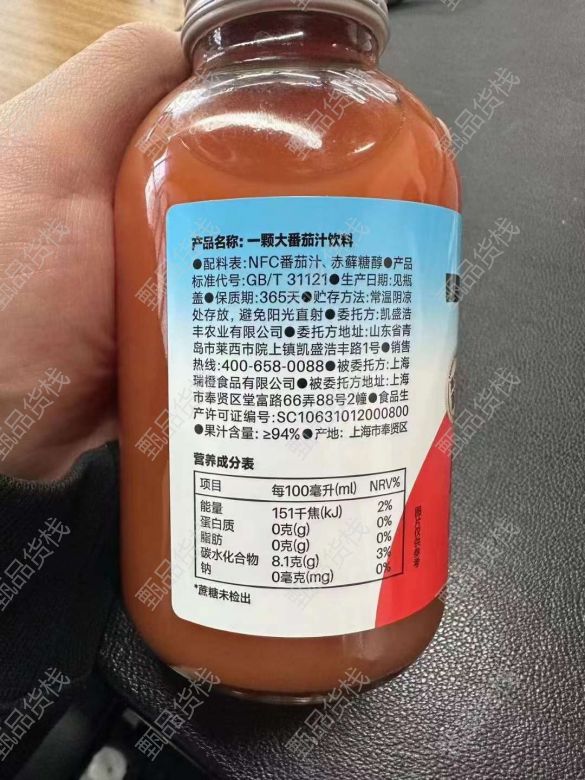 产品名称：一颗大番茄汁饮料
●配料表：NFC番茄汁、赤藓糖醇●产品
标准代号：GB/T 31121●生产日期：见瓶
盖●保质期：365天●贮存方法：常温阴凉
处存放，避免阳光直射●委托方：凯盛浩
丰农业有限公司●委托方地址：山东省青
岛市莱西市院上镇凯盛浩丰路1号●销售
热线：400-658-0088●被委托方：上海
瑞橙食品有限公司●被委托方地址：上海
市奉贤区堂富路66弄88号2幢●食品生
产许可证编号：SC10631012000800
●果汁含量：≥94%●产地：上海市奉贤区
营养成分表
项目 每100毫升(ml) NRV%
能量 151千焦(kJ) 2%
蛋白质 0克(g) 0%
脂肪 0克(g) 0%
碳水化合物 8.1克(g) 3%
钠 0毫克(mg) 0%
*蔗糖未检出
图片仅供参考
甄品货栈